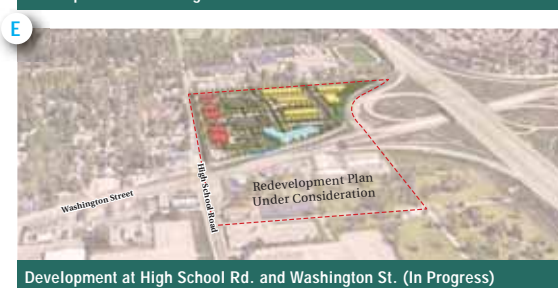 E
Redevelopment Plan
Under Consideration
Washington Street
High School Road
Development at High School Rd. and Washington St. (In Progress)